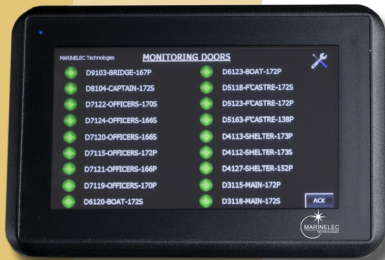 MARINELEC Technologies
MONITORING DOORS
D9103-BRIDGE-167P
D8104-CAPTAIN-172S
D7122-OFFICERS-170S
D7124-OFFICERS-166S
D7120-OFFICERS-166S
D7115-OFFICERS-172P
D7121-OFFICERS-166P
D7119-OFFICERS-170P
D6120-BOAT-172S
D6123-BOAT-172P
D5118-F'CASTRE-172S
D5123-F'CASTRE-172P
D5163-F'CASTRE-138P
D4113-SHELTER-173P
D4112-SHELTER-173S
D4127-SHELTER-152P
D3115-MAIN-172P
D3118-MAIN-172S
ACK
MARINELEC
TECHNOLOGIES